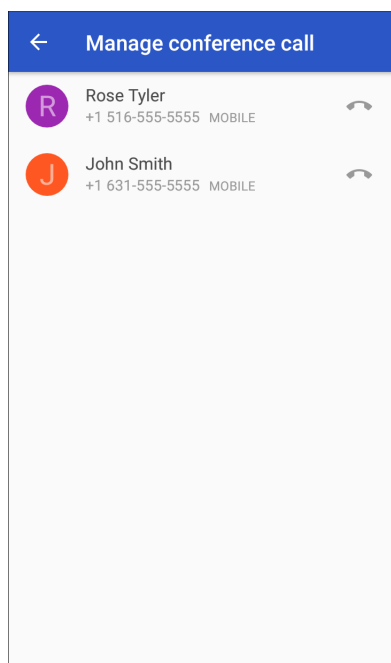 Manage conference call
R
Rose Tyler
+1 516-555-5555 MOBILE
J
John Smith
+1 631-555-5555 MOBILE